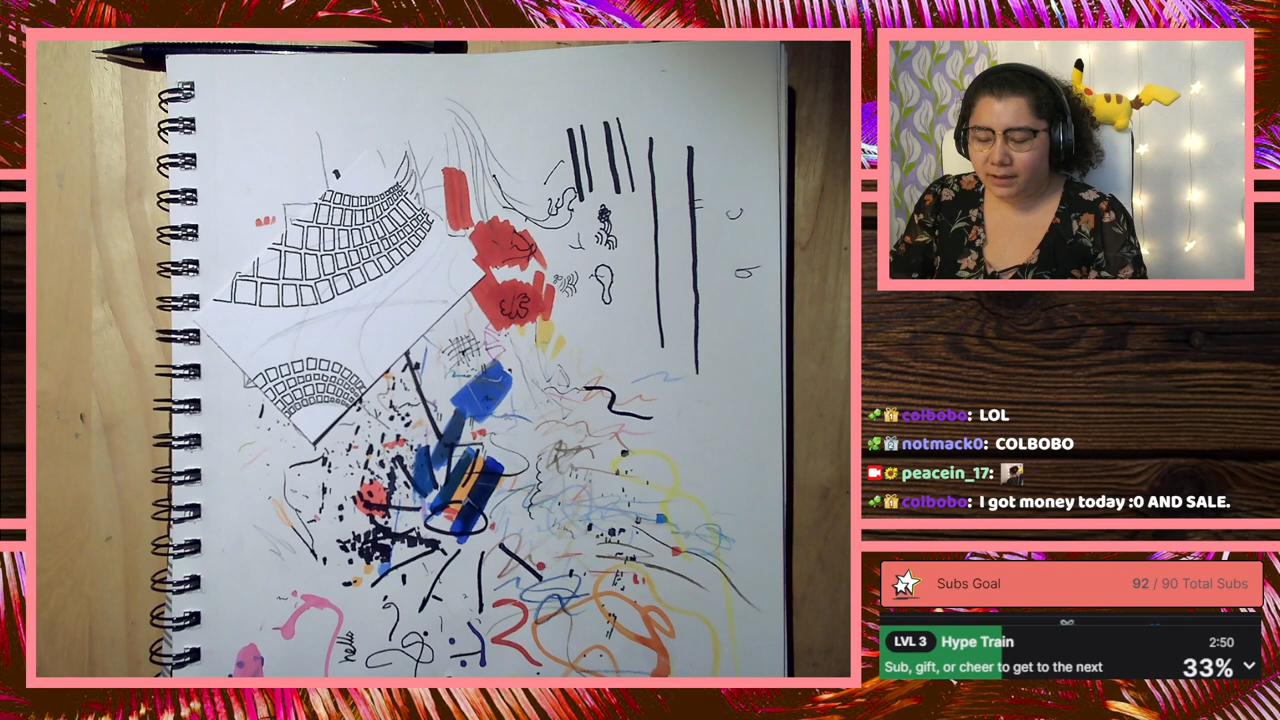 colbobo: LOL
notmack0: COLBOBO
peacein_17:
colbobo: I got money today :0 AND SALE.
Subs Goal 92 / 90 Total Subs
LVL 3 Hype Train 2:50
Sub, gift, or cheer to get to the next 33%
hello